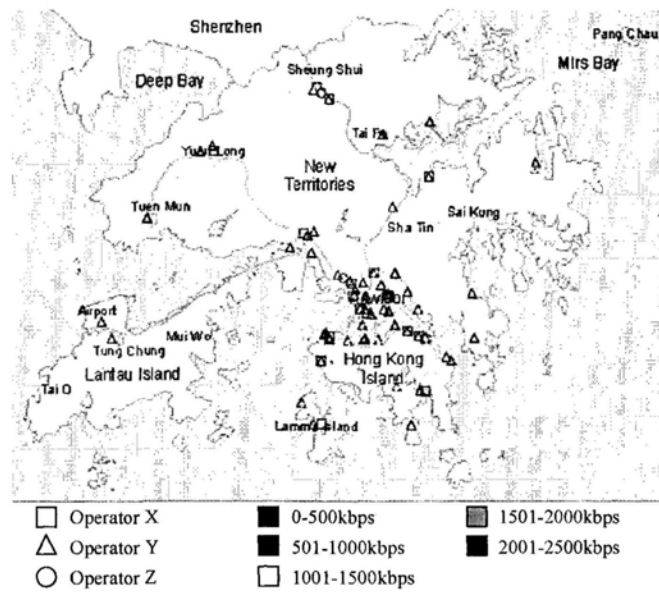 Shenzhen
Pang Chau
Mirs Bay
Sheung Shui
Deep Bay
Tai
Yuen Long
New
Territories
Tuen Mun
Sai Kung
Sha Tin
Airport
Mui Wo
Tung Chung
Hong Kong
Island
Lantau Island
Tai O
Lamma Island
Operator X
0-500kbps
1501-2000kbps
Operator Y
501-1000kbps
2001-2500kbps
Operator Z
1001-1500kbps